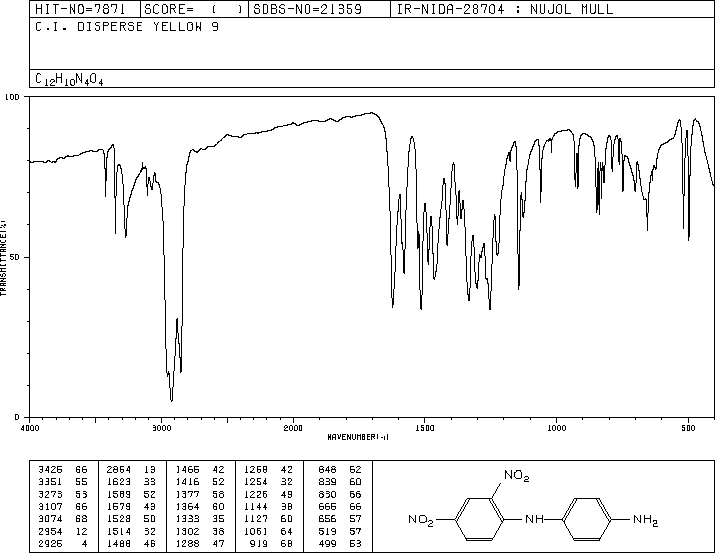 HIT-NO=7871 SCORE= ( ) SDBS-NO=21359 IR-NIDA-28704 : NUJOL MULL
C.I. DISPERSE YELLOW 9
C12H10N4O4
100
50
0
TRANSMITTANCE(%)
4000 3000 2000 1500 1000 500
WAVENUMBER(-1)
3425 66 2854 13 1466 42 1268 42 848 62
3351 55 1623 33 1416 52 1254 32 839 60
3273 53 1589 52 1377 58 1226 49 830 66
3107 66 1579 43 1364 60 1144 38 665 66
3074 68 1528 50 1333 35 1127 60 656 57
2954 12 1514 32 1302 38 1061 64 519 57
2925 4 1488 46 1288 47 919 68 499 53
NO2
NO2 NH NH2